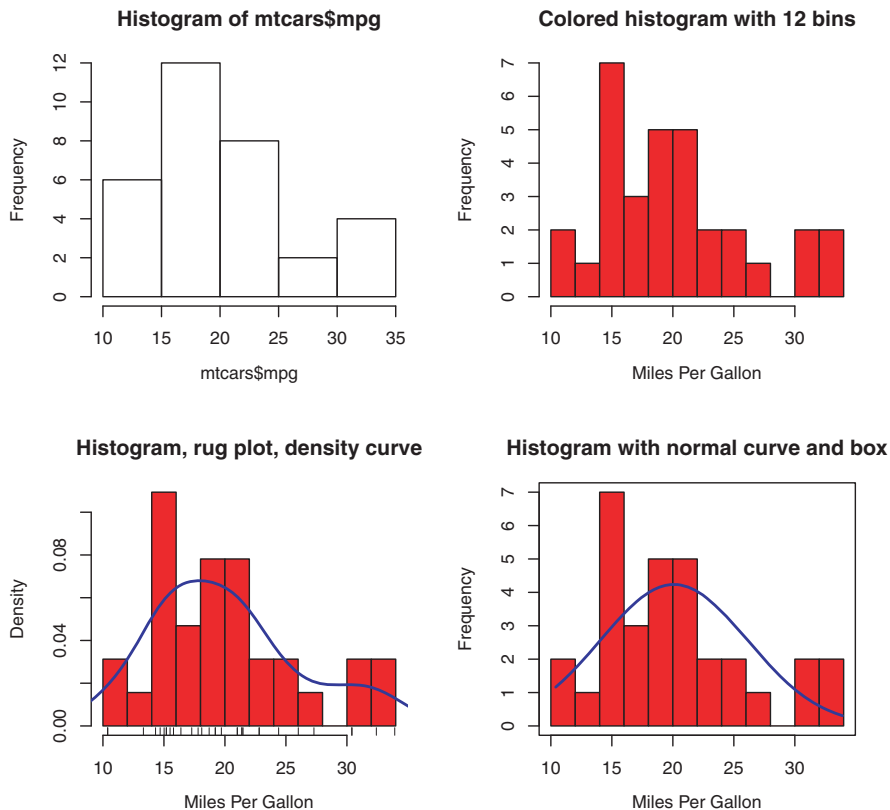 Histogram of mtcars$mpg
Frequency
0 2 4 6 8 10 12
10 15 20 25 30 35
mtcars$mpg
Colored histogram with 12 bins
Frequency
0 1 2 3 4 5 6 7
10 15 20 25 30
Miles Per Gallon
Histogram, rug plot, density curve
Density
0.00 0.04 0.08
10 15 20 25 30
Miles Per Gallon
Histogram with normal curve and box
Frequency
0 1 2 3 4 5 6 7
10 15 20 25 30
Miles Per Gallon